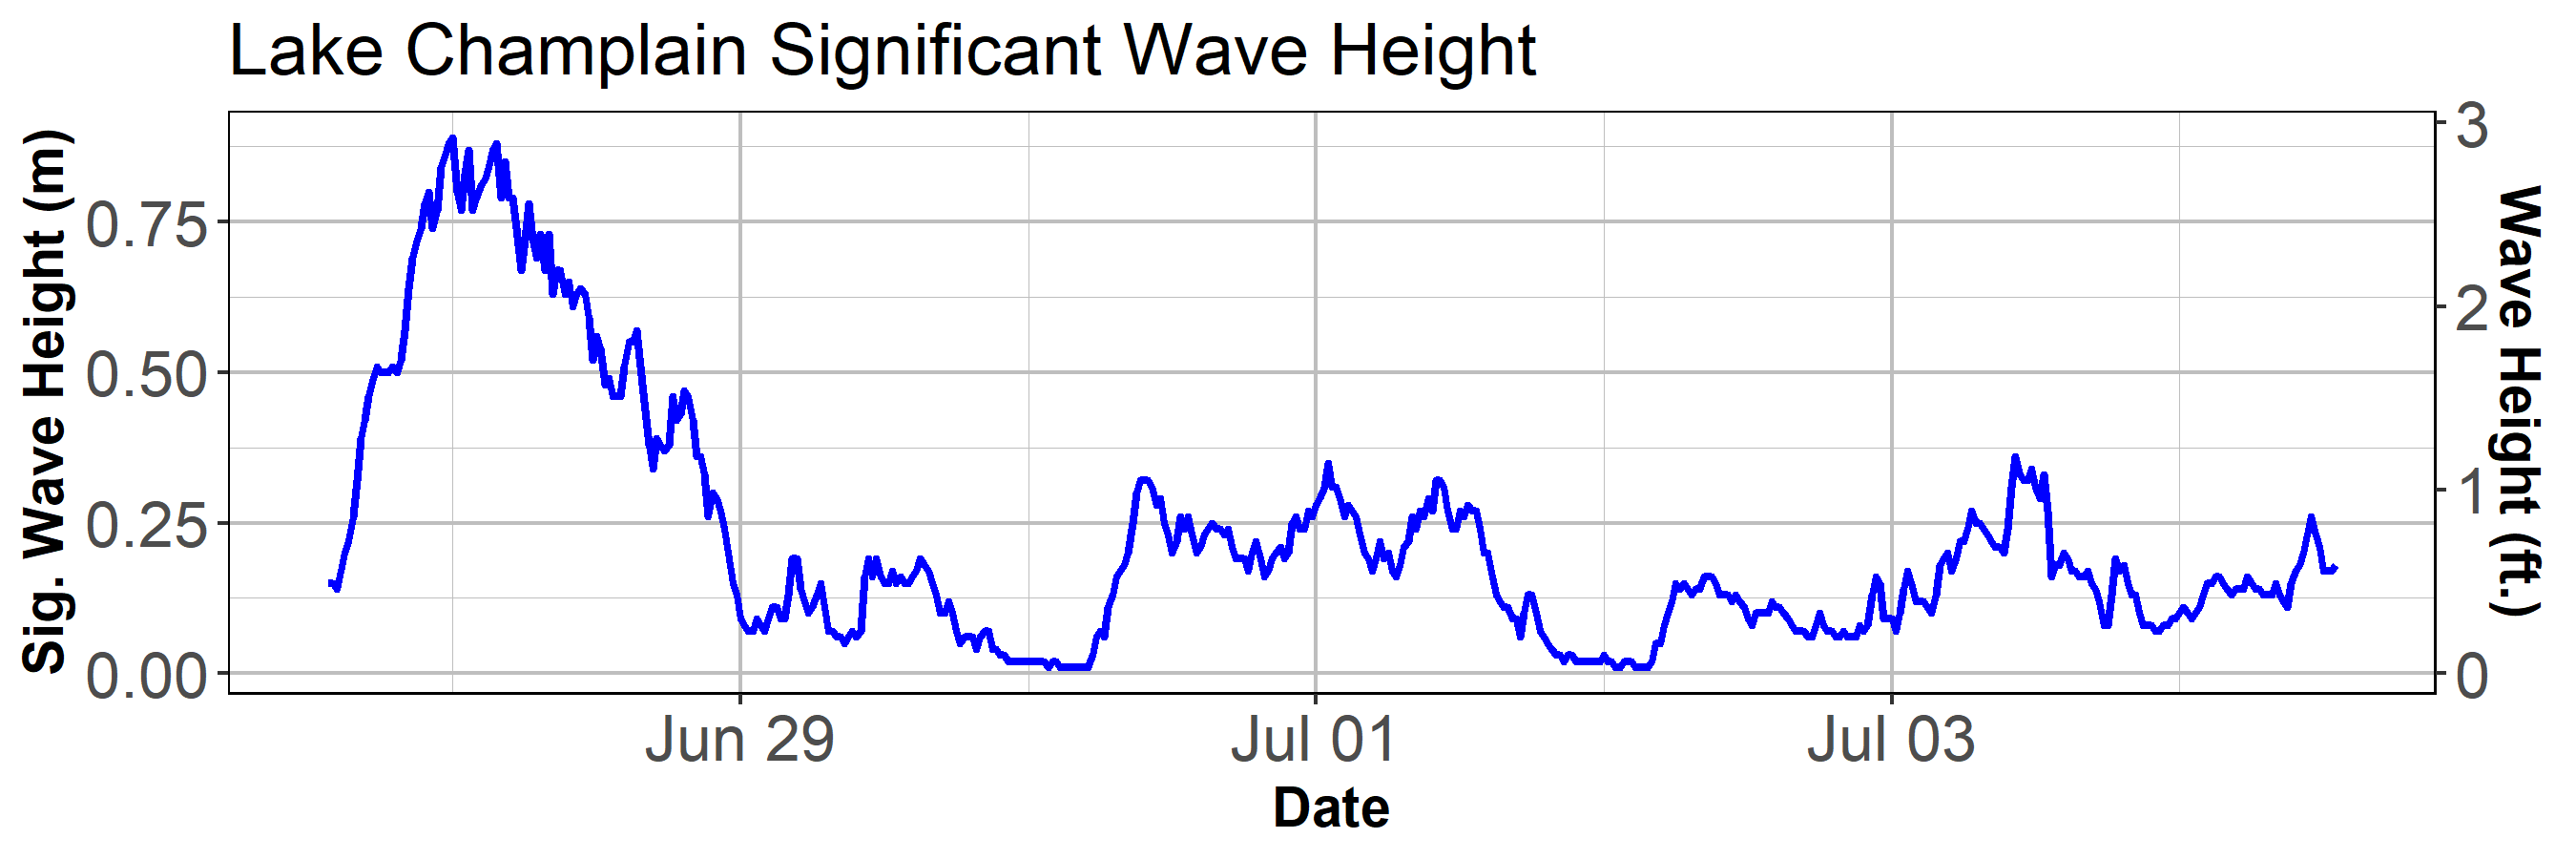 Lake Champlain Significant Wave Height
Sig. Wave Height (m)
0.75
0.50
0.25
0.00
3
2
1
0
Wave Height (ft.)
Jun 29
Jul 01
Jul 03
Date